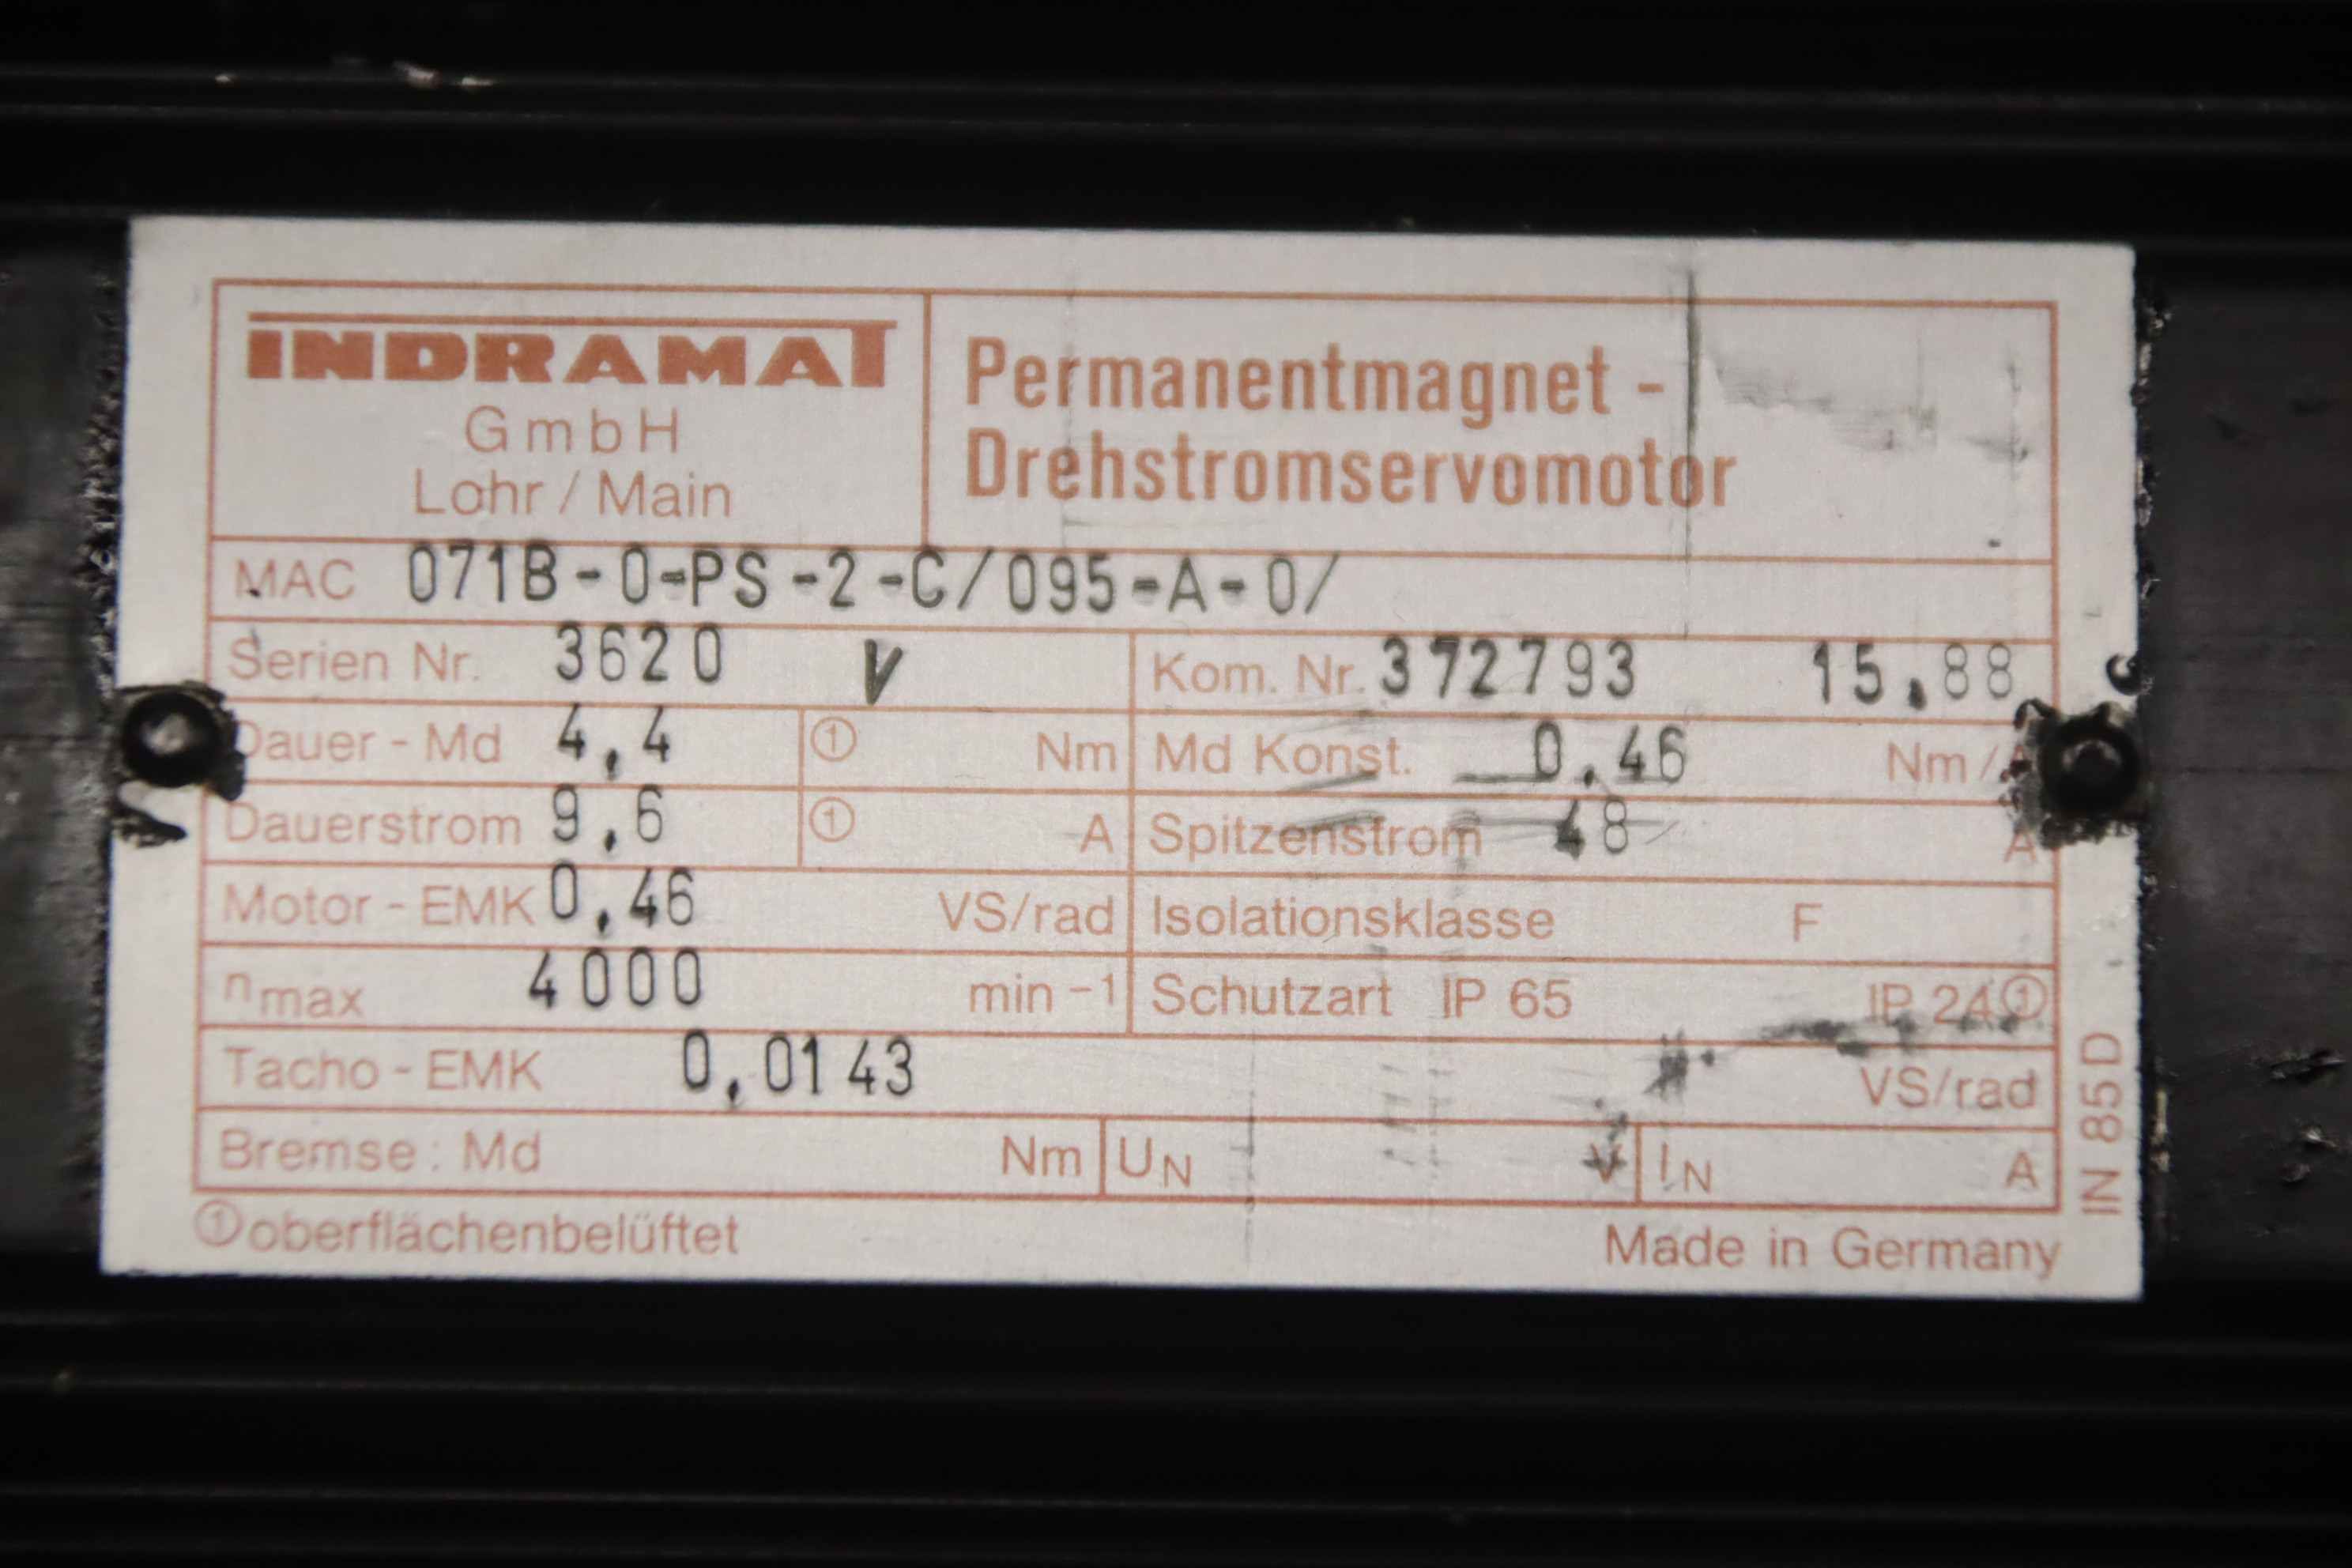 INDRAMAT
GmbH
Lohr / Main
Permanentmagnet -
Drehstromservomotor
MAC 071B-0-PS-2-C/095-A-0/
Serien Nr. 3620 V
Kom. Nr. 372793 15.88
Dauer - Md 4,4 ① Nm
Md Konst. 0.46 Nm/A
Dauerstrom 9,6 ① A
Spitzenstrom 48 A
Motor - EMK 0,46 VS/rad
Isolationsklasse F
nmax 4000 min -1
Schutzart IP 65 IP 24 ①
Tacho - EMK 0,0143 VS/rad
Bremse : Md Nm UN V IN A
①oberflächenbelüftet
Made in Germany
IN 85 D